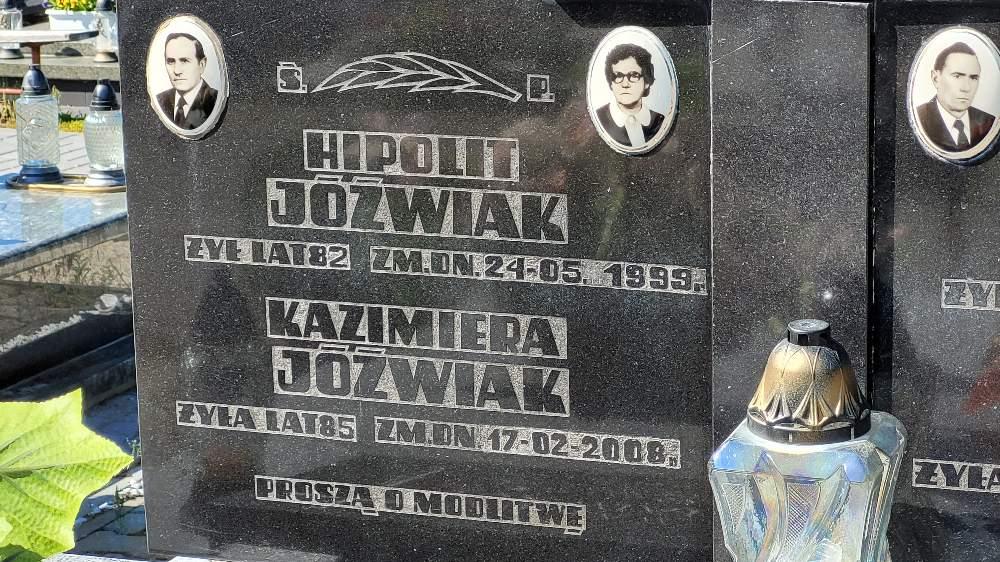 Ś. P.
HIPOLIT
JÓŹWIAK
ŻYŁ LAT 82 ZM. DN. 24-05. 1999 r.
KAZIMIERA
JÓŹWIAK
ŻYŁA LAT 85 ZM. DN. 17-02-2008 r.
PROSZĄ O MODLITWĘ
ŻYŁA